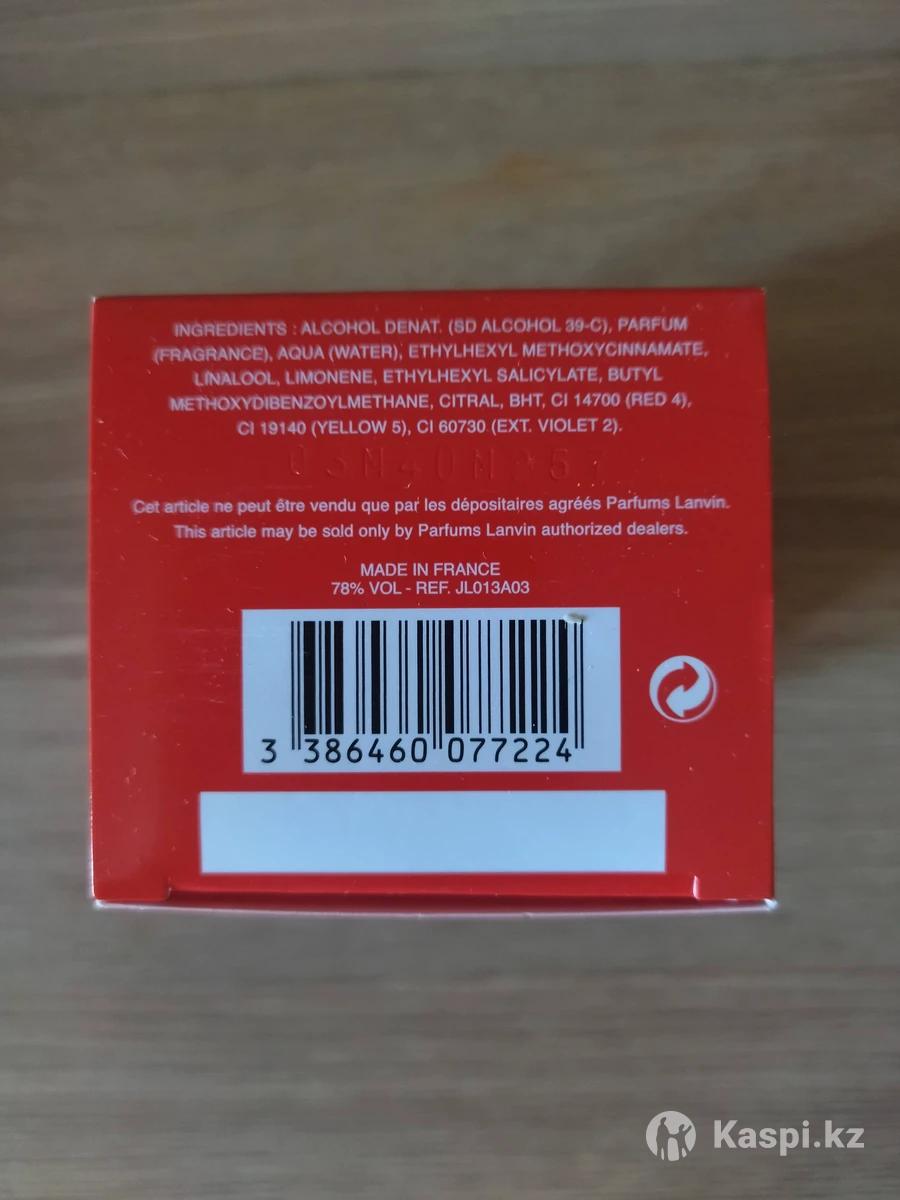 INGREDIENTS : ALCOHOL DENAT. (SD ALCOHOL 39-C), PARFUM
(FRAGRANCE), AQUA (WATER), ETHYLHEXYL METHOXYCINNAMATE,
LINALOOL, LIMONENE, ETHYLHEXYL SALICYLATE, BUTYL
METHOXYDIBENZOYLMETHANE, CITRAL, BHT, CI 14700 (RED 4),
CI 19140 (YELLOW 5), CI 60730 (EXT. VIOLET 2).
Cet article ne peut être vendu que par les dépositaires agréés Parfums Lanvin.
This article may be sold only by Parfums Lanvin authorized dealers.
MADE IN FRANCE
78% VOL - REF. JL013A03
3 386460 077224
Kaspi.kz